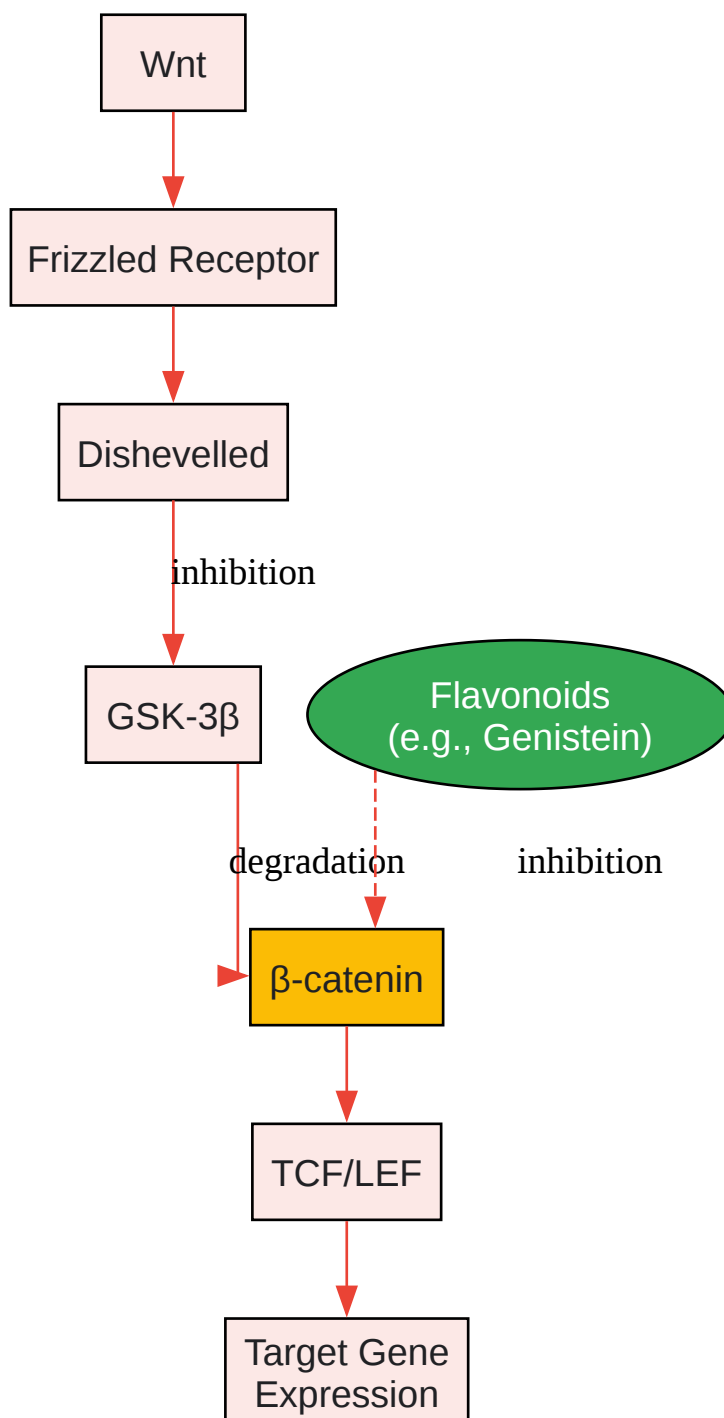 Wnt
Frizzled Receptor
Dishevelled
inhibition
GSK-3β
Flavonoids
(e.g., Genistein)
degradation
inhibition
β-catenin
TCF/LEF
Target Gene
Expression